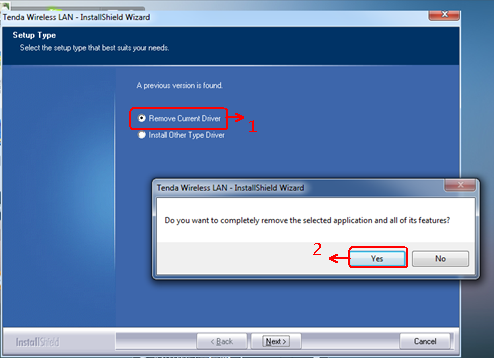 Tenda Wireless LAN - InstallShield Wizard
Setup Type
Select the setup type that best suits your needs.
A previous version is found.
Remove Current Driver
1
Install Other Type Driver
Tenda Wireless LAN - InstallShield Wizard
Do you want to completely remove the selected application and all of its features?
2
Yes
No
InstallShield
< Back
Next >
Cancel